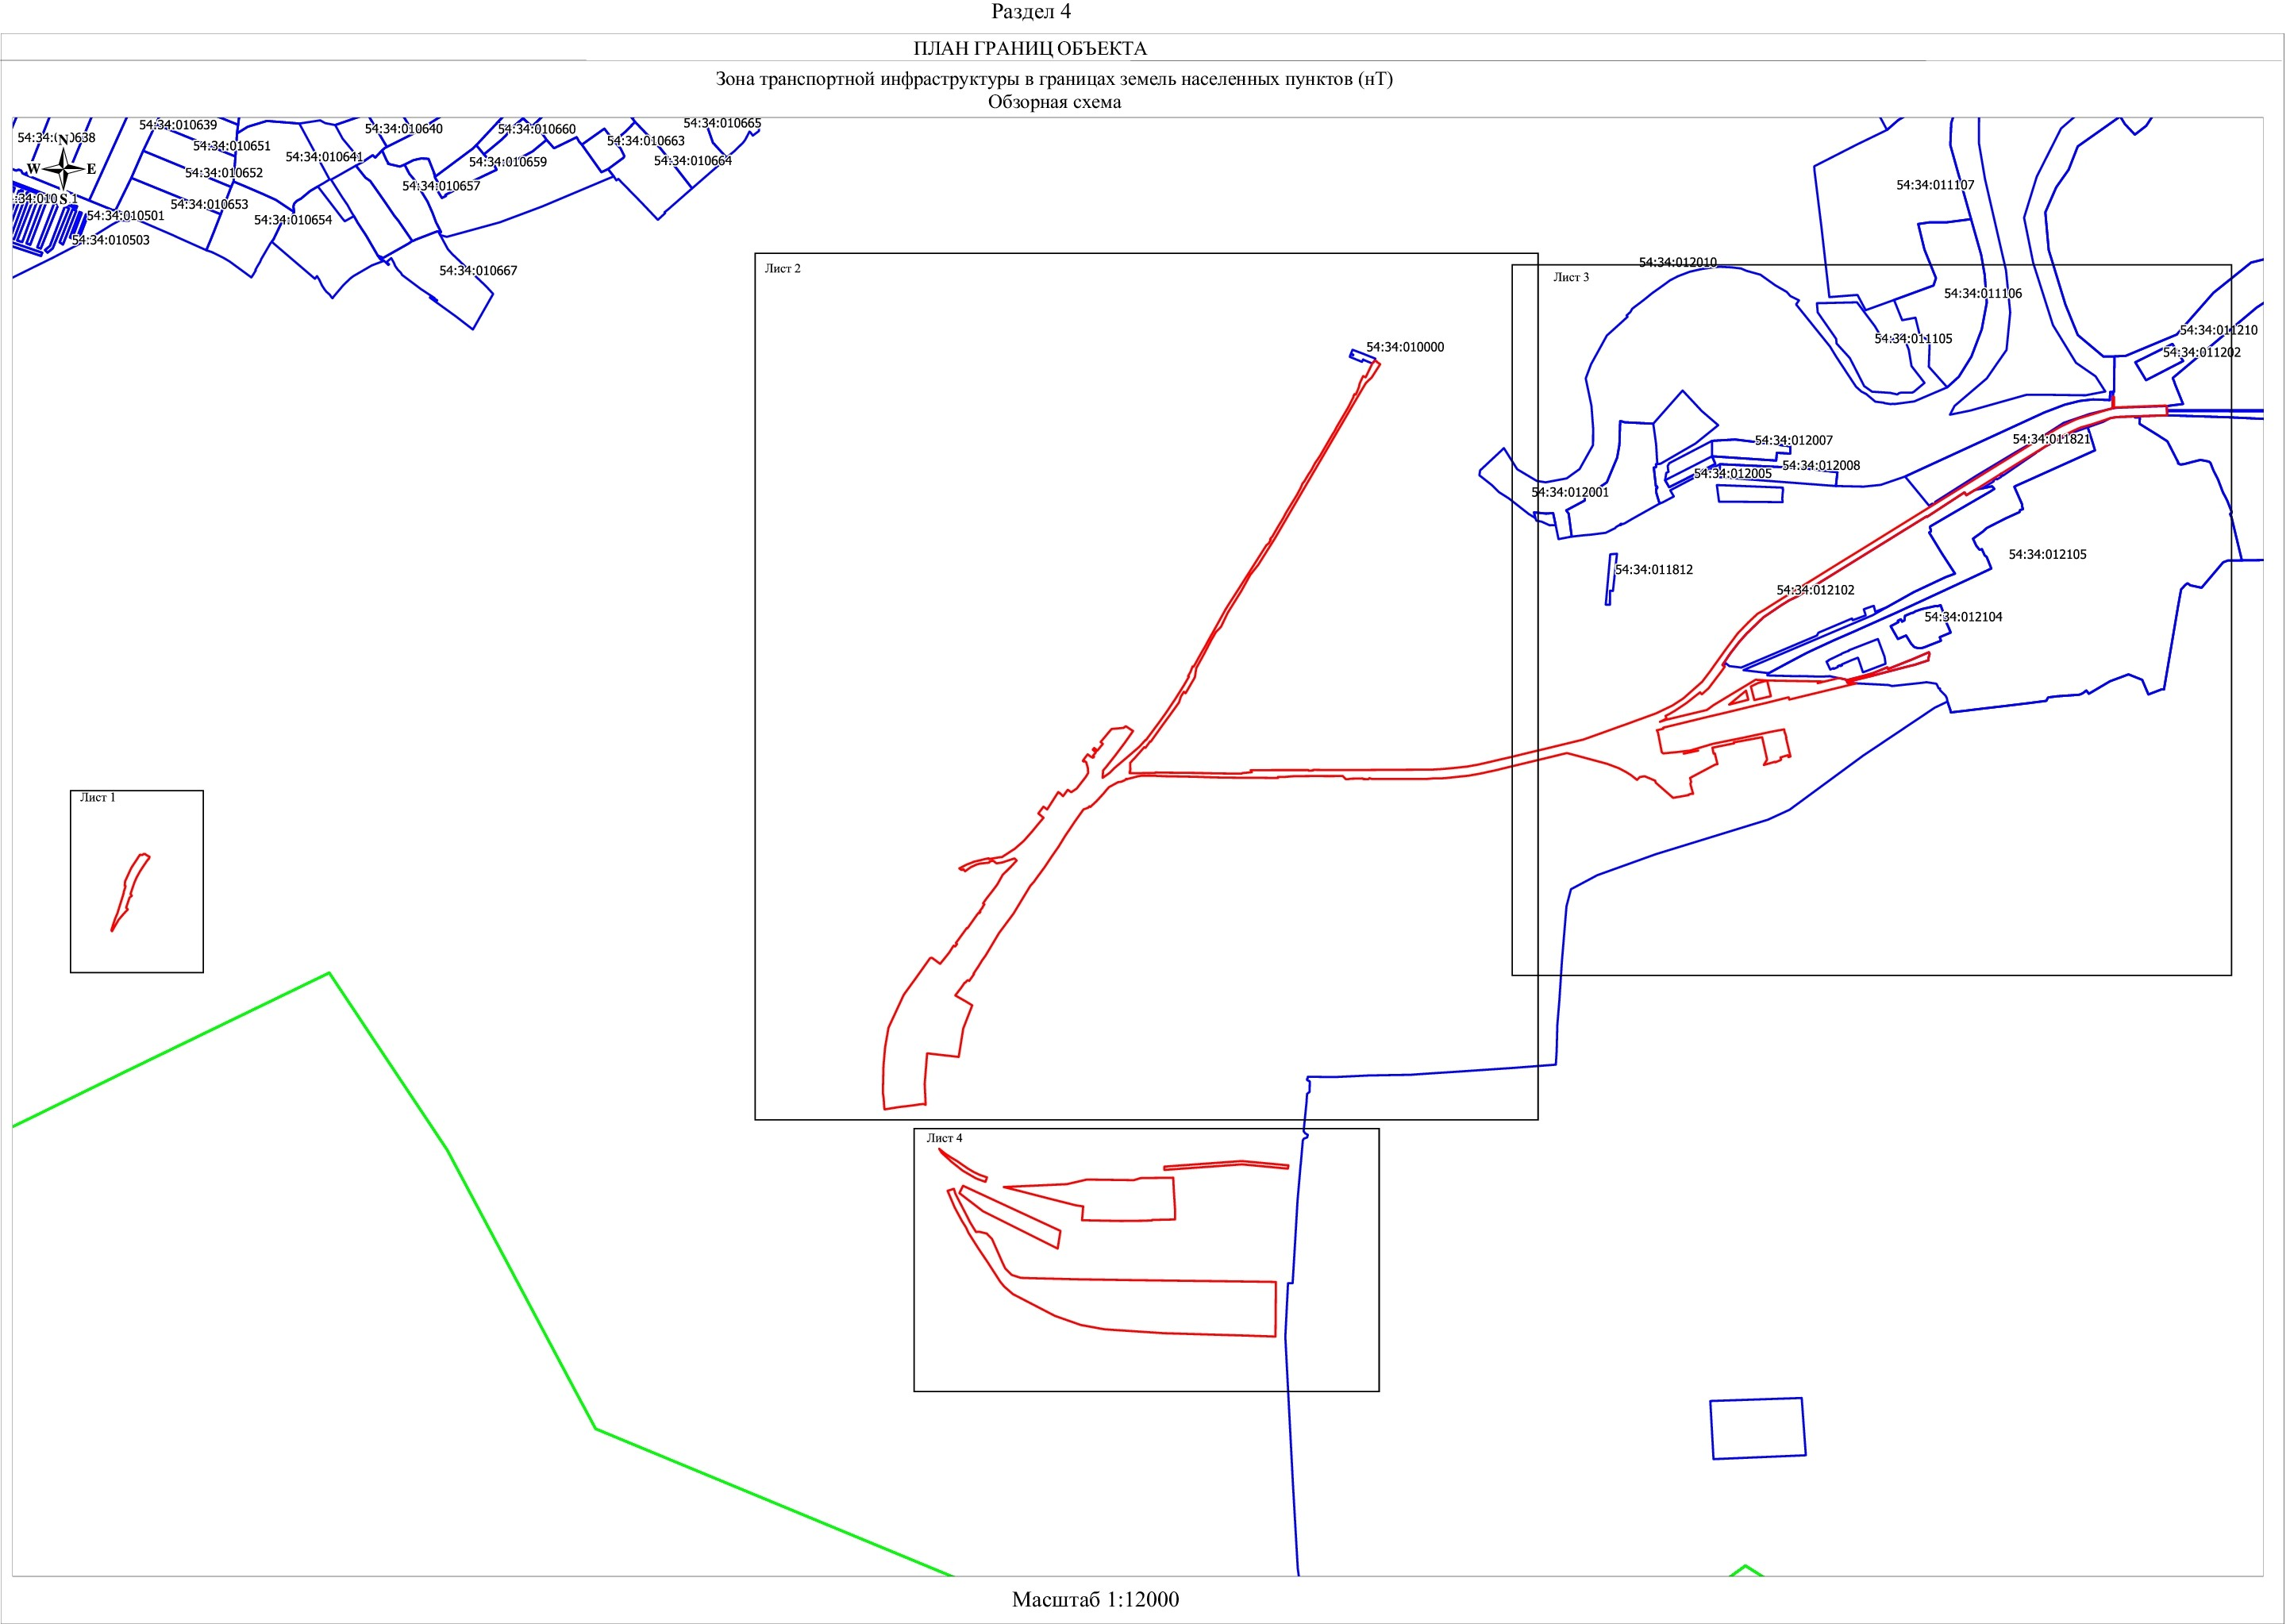 Раздел 4
ПЛАН ГРАНИЦ ОБЪЕКТА
Зона транспортной инфраструктуры в границах земель населенных пунктов (нТ)
Обзорная схема
54:34:010639
54:34:010640
54:34:010660
54:34:010665
N
54:34:010651
54:34:010663
54:34:010641
54:34:010659
54:34:010664
W
E
54:34:010652
54:34:010657
54:34:011107
S
54:34:010653
54:34:010501
54:34:010654
54:34:010503
54:34:010667
Лист 2
54:34:012010
Лист 3
54:34:011106
54:34:011210
54:34:011105
54:34:010000
54:34:011202
54:34:012007
54:34:011821
54:34:012008
54:34:012005
54:34:012001
54:34:012105
54:34:011812
54:34:012102
54:34:012104
Лист 1
Лист 4
Масштаб 1:12000